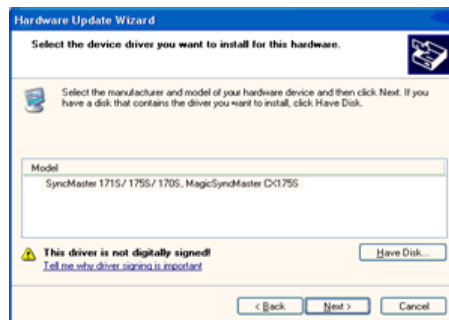 Hardware Update Wizard
Select the device driver you want to install for this hardware.
Select the manufacturer and model of your hardware device and then click Next. If you
have a disk that contains the driver you want to install, click Have Disk.
Model
SyncMaster 171S/ 175S/ 170S, MagicSyncMaster CX175S
This driver is not digitally signed!
Tell me why driver signing is important
Have Disk...
< Back
Next >
Cancel